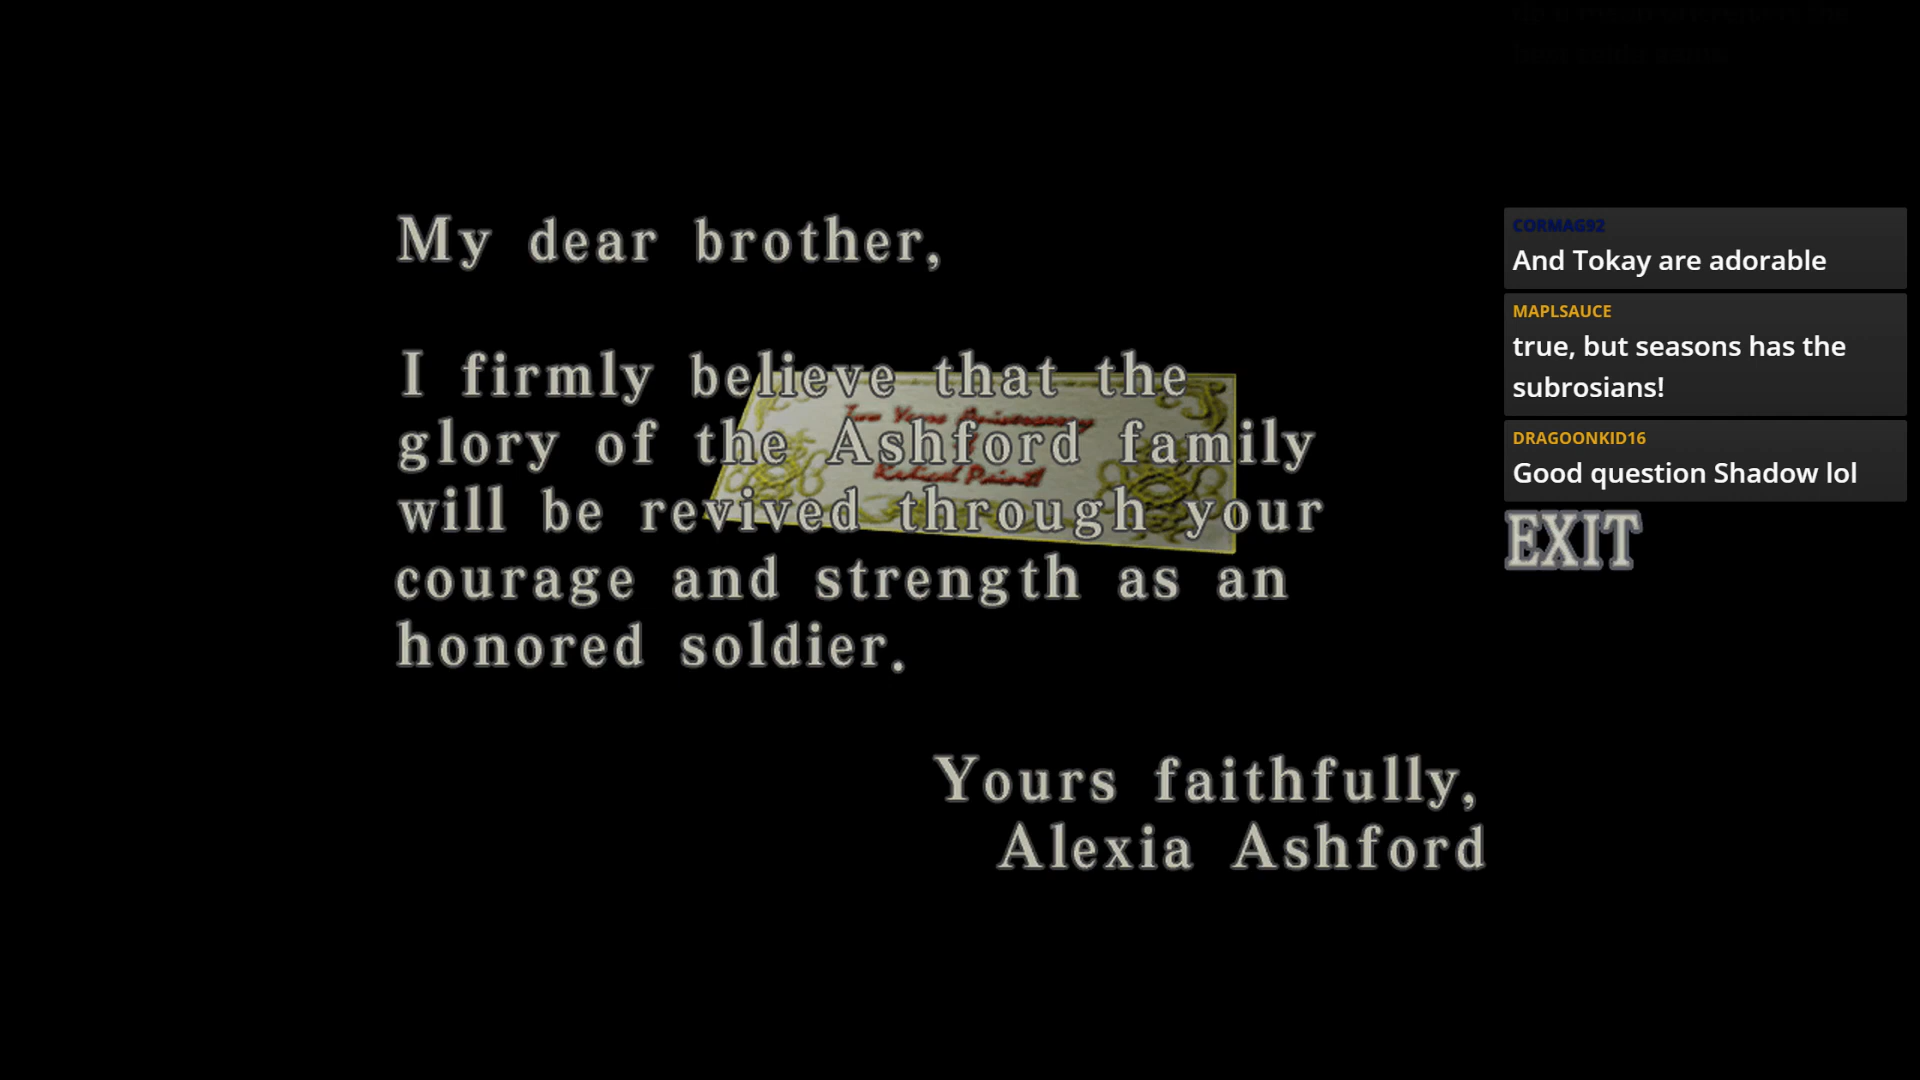 My dear brother,
I firmly believe that the
glory of the Ashford family
will be revived through your
courage and strength as an
honored soldier.
Yours faithfully,
Alexia Ashford
CORMAG92
And Tokay are adorable
MAPLSAUCE
true, but seasons has the
subrosians!
DRAGOONKID16
Good question Shadow lol
EXIT